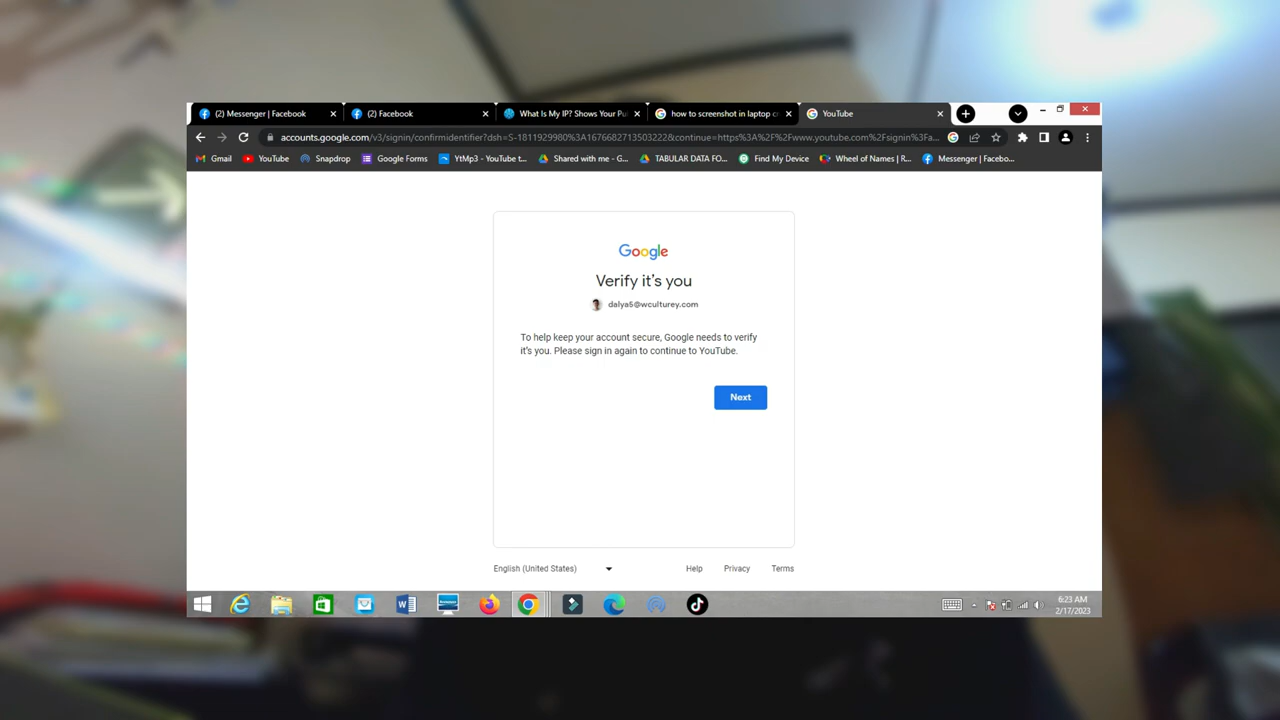 (2) Messenger | Facebook
(2) Facebook
What Is My IP? Shows Your Pu
how to screenshot in laptop c
YouTube
accounts.google.com/v3/signin/confirmidentifier?dsh=S-1811929980%3A1676682713503222&continue=https%3A%2F%2Fwww.youtube.com%2Fsignin%3Fa...
Gmail
YouTube
Snapdrop
Google Forms
YtMp3 - YouTube t...
Shared with me - G...
TABULAR DATA FO...
Find My Device
Wheel of Names | R...
Messenger | Facebo...
Google
Verify it's you
dalya5@wculturey.com
To help keep your account secure, Google needs to verify
it's you. Please sign in again to continue to YouTube.
Next
English (United States)
Help
Privacy
Terms
6:23 AM
2/17/2023